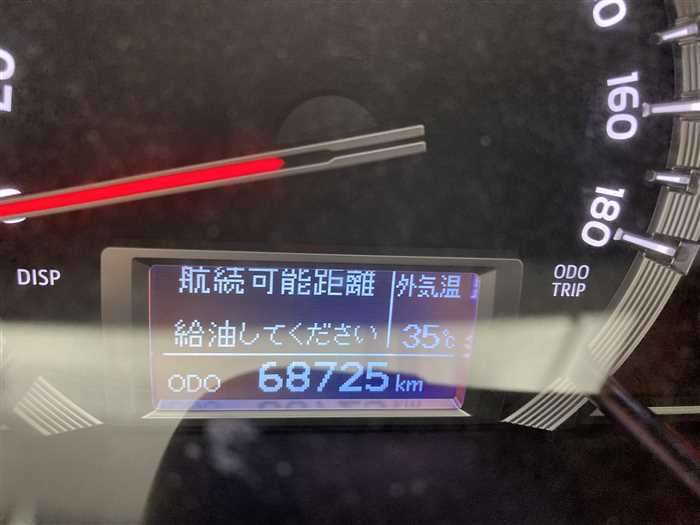 160
180
DISP
ODO
TRIP
航続可能距離
外気温
給油してください
35℃
ODO 68725 km